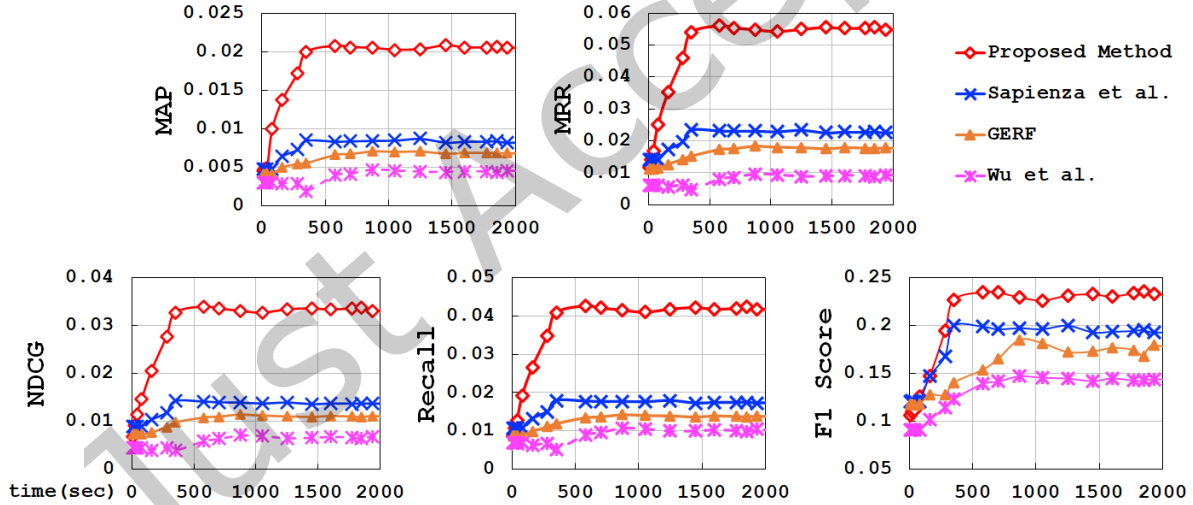 MAP
0.025
0.02
0.015
0.01
0.005
0
0 500 1000 1500 2000
MRR
0.06
0.05
0.04
0.03
0.02
0.01
0
0 500 1000 1500 2000
Proposed Method
Sapienza et al.
GERF
Wu et al.
NDCG
0.04
0.03
0.02
0.01
0
time(sec) 0 500 1000 1500 2000
Recall
0.05
0.04
0.03
0.02
0.01
0
0 500 1000 1500 2000
F1 Score
0.25
0.2
0.15
0.1
0.05
0 500 1000 1500 2000
Just Accep